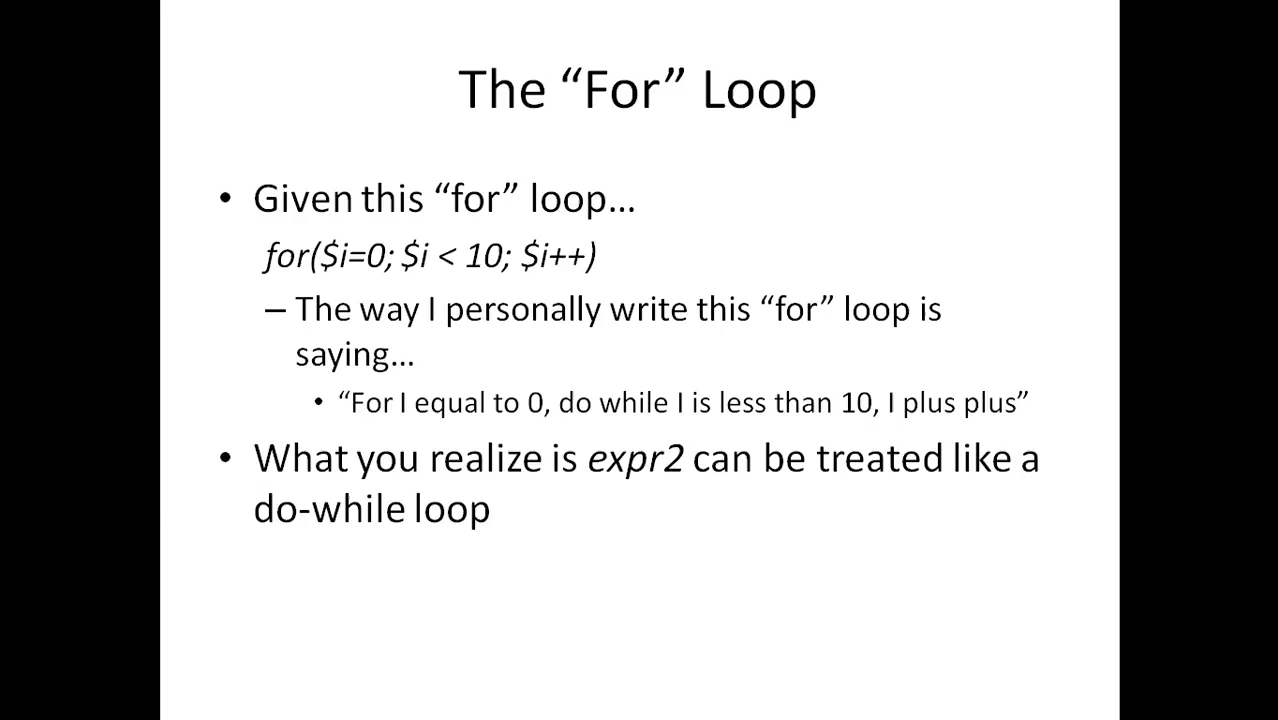 The “For” Loop
• Given this “for” loop…
for($i=0; $i < 10; $i++)
– The way I personally write this “for” loop is
saying…
• “For I equal to 0, do while I is less than 10, I plus plus”
• What you realize is expr2 can be treated like a
do-while loop